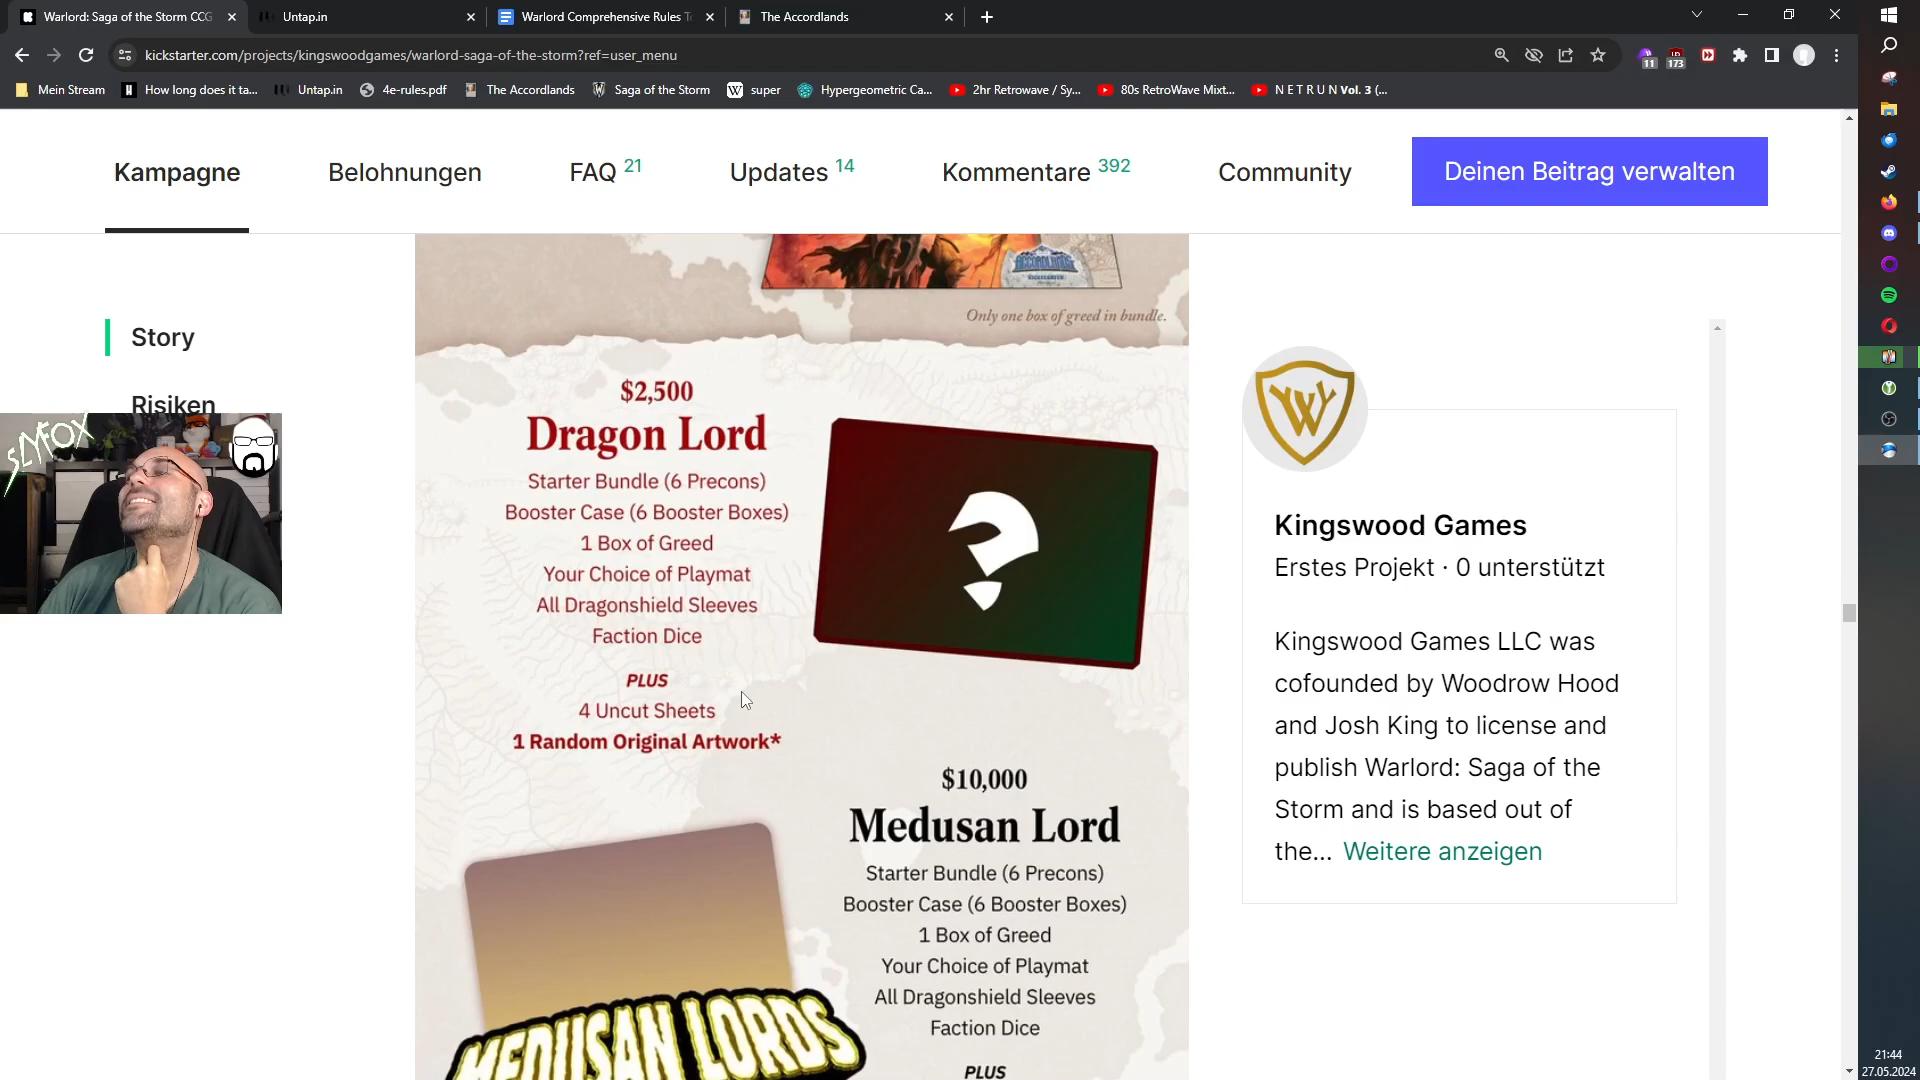 Warlord: Saga of the Storm CCG
Untap.in
Warlord Comprehensive Rules T
The Accordlands
kickstarter.com/projects/kingswoodgames/warlord-saga-of-the-storm?ref=user_menu
11
173
Mein Stream
How long does it ta...
Untap.in
4e-rules.pdf
The Accordlands
Saga of the Storm
super
Hypergeometric Ca...
2hr Retrowave / Sy...
80s RetroWave Mixt...
N E T R U N Vol. 3 (...
Kampagne
Belohnungen
FAQ 21
Updates 14
Kommentare 392
Community
Deinen Beitrag verwalten
Story
Risiken
SLYFOX
ACCORDLANDS
Only one box of greed in bundle.
$2,500
Dragon Lord
Starter Bundle (6 Precons)
Booster Case (6 Booster Boxes)
1 Box of Greed
Your Choice of Playmat
All Dragonshield Sleeves
Faction Dice
PLUS
4 Uncut Sheets
1 Random Original Artwork*
?
$10,000
Medusan Lord
Starter Bundle (6 Precons)
Booster Case (6 Booster Boxes)
1 Box of Greed
Your Choice of Playmat
All Dragonshield Sleeves
Faction Dice
PLUS
MEDUSAN LORDS
Kingswood Games
Erstes Projekt · 0 unterstützt
Kingswood Games LLC was
cofounded by Woodrow Hood
and Josh King to license and
publish Warlord: Saga of the
Storm and is based out of
the... Weitere anzeigen
21:44
27.05.2024